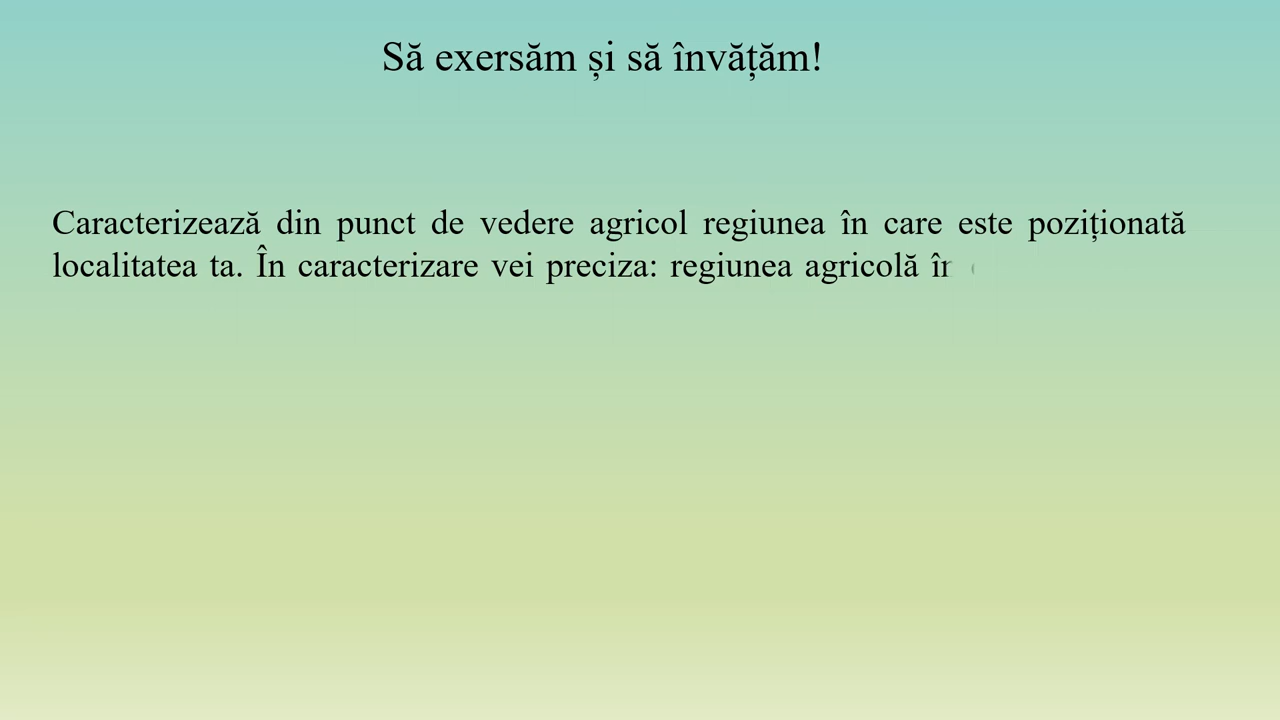 Să exersăm și să învățăm!
Caracterizează din punct de vedere agricol regiunea în care este poziționată
localitatea ta. În caracterizare vei preciza: regiunea agricolă